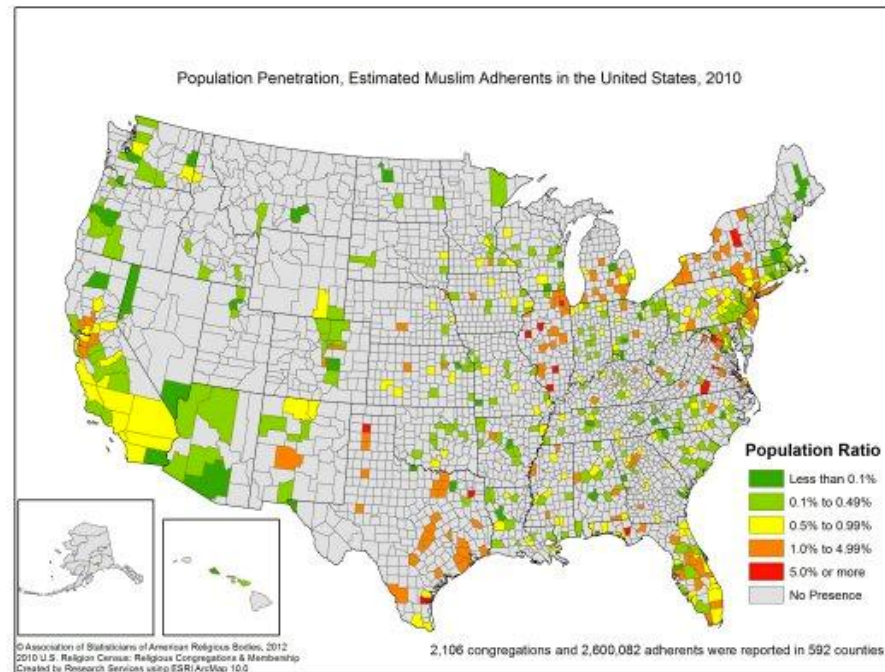 Population Penetration, Estimated Muslim Adherents in the United States, 2010
Population Ratio
Less than 0.1%
0.1% to 0.49%
0.5% to 0.99%
1.0% to 4.99%
5.0% or more
No Presence
© Association of Statisticians of American Religious Bodies, 2012
2010 U.S. Religion Census: Religious Congregations & Membership
Created by Research Services using ESRI ArcMap 10.0
2,106 congregations and 2,600,082 adherents were reported in 592 counties